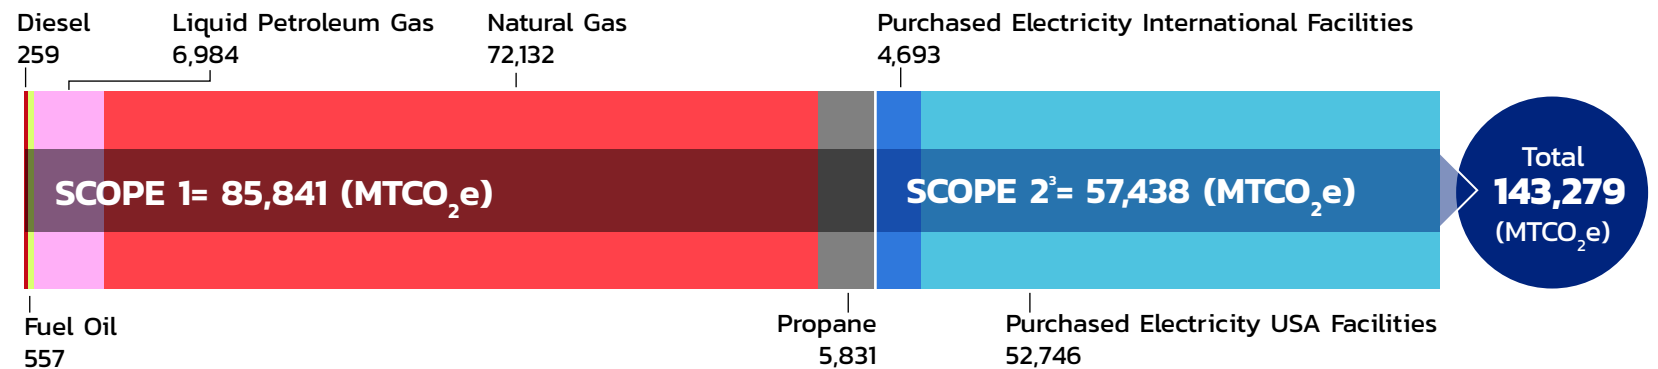 Diesel
259
Liquid Petroleum Gas
6,984
Natural Gas
72,132
Purchased Electricity International Facilities
4,693
SCOPE 1= 85,841 (MTCO₂e)
SCOPE 2³= 57,438 (MTCO₂e)
Total
143,279
(MTCO₂e)
Fuel Oil
557
Propane
5,831
Purchased Electricity USA Facilities
52,746